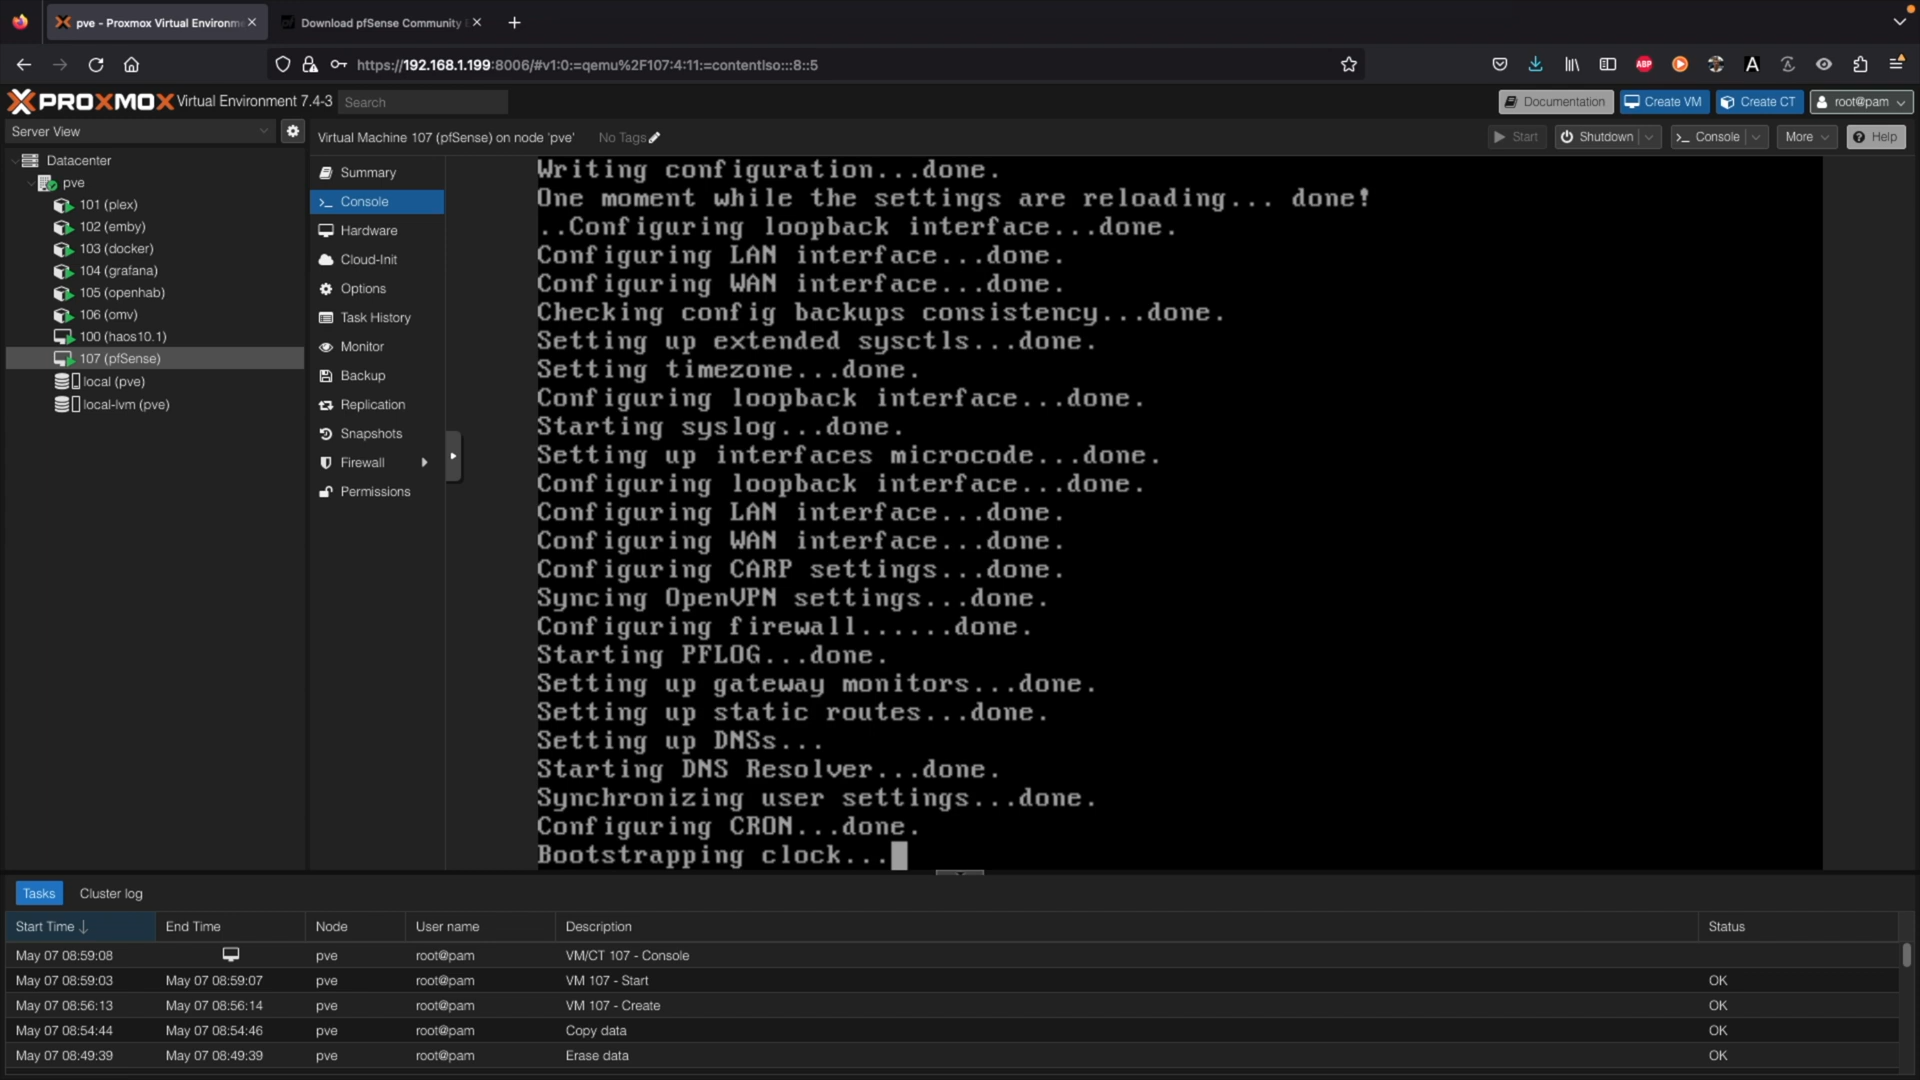 pve - Proxmox Virtual Environm
Download pfSense Community E
https://192.168.1.199:8006/#v1:0:=qemu%2F107:4:11:=contentIso:::8::5
ABP
A
PROXMOX Virtual Environment 7.4-3
Search
Documentation
Create VM
Create CT
root@pam
Server View
Virtual Machine 107 (pfSense) on node 'pve'
No Tags
Start
Shutdown
Console
More
Help
Datacenter
pve
101 (plex)
102 (emby)
103 (docker)
104 (grafana)
105 (openhab)
106 (omv)
100 (haos10.1)
107 (pfSense)
local (pve)
local-lvm (pve)
Summary
Console
Hardware
Cloud-Init
Options
Task History
Monitor
Backup
Replication
Snapshots
Firewall
Permissions
Writing configuration...done.
One moment while the settings are reloading... done!
..Configuring loopback interface...done.
Configuring LAN interface...done.
Configuring WAN interface...done.
Checking config backups consistency...done.
Setting up extended sysctls...done.
Setting timezone...done.
Configuring loopback interface...done.
Starting syslog...done.
Setting up interfaces microcode...done.
Configuring loopback interface...done.
Configuring LAN interface...done.
Configuring WAN interface...done.
Configuring CARP settings...done.
Syncing OpenVPN settings...done.
Configuring firewall......done.
Starting PFLOG...done.
Setting up gateway monitors...done.
Setting up static routes...done.
Setting up DNSs...
Starting DNS Resolver...done.
Synchronizing user settings...done.
Configuring CRON...done.
Bootstrapping clock...
Tasks
Cluster log
Start Time End Time Node User name Description Status
May 07 08:59:08 pve root@pam VM/CT 107 - Console
May 07 08:59:03 May 07 08:59:07 pve root@pam VM 107 - Start OK
May 07 08:56:13 May 07 08:56:14 pve root@pam VM 107 - Create OK
May 07 08:54:44 May 07 08:54:46 pve root@pam Copy data OK
May 07 08:49:39 May 07 08:49:39 pve root@pam Erase data OK